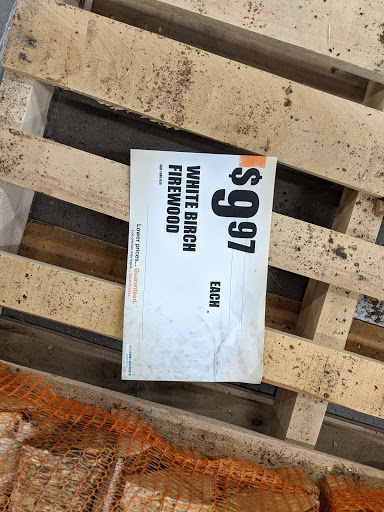 $9.97
EACH
WHITE BIRCH
FIREWOOD
Lower prices... Guaranteed.